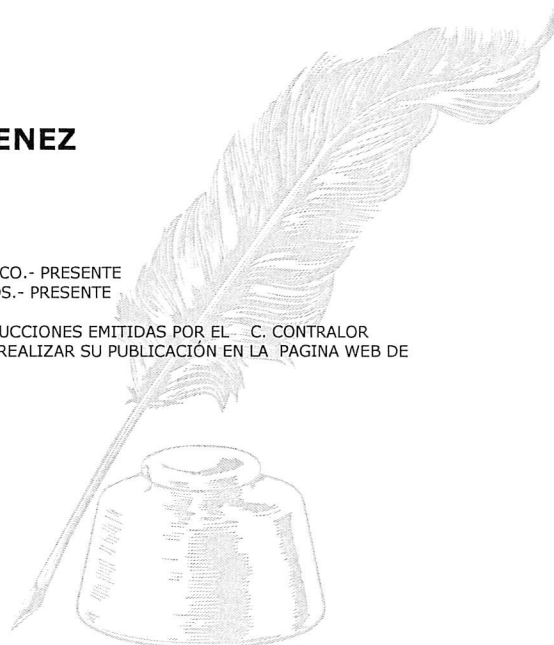 ENEZ
CO.- PRESENTE
OS.- PRESENTE
UCCIONES EMITIDAS POR EL C. CONTRALOR
REALIZAR SU PUBLICACIÓN EN LA PAGINA WEB DE